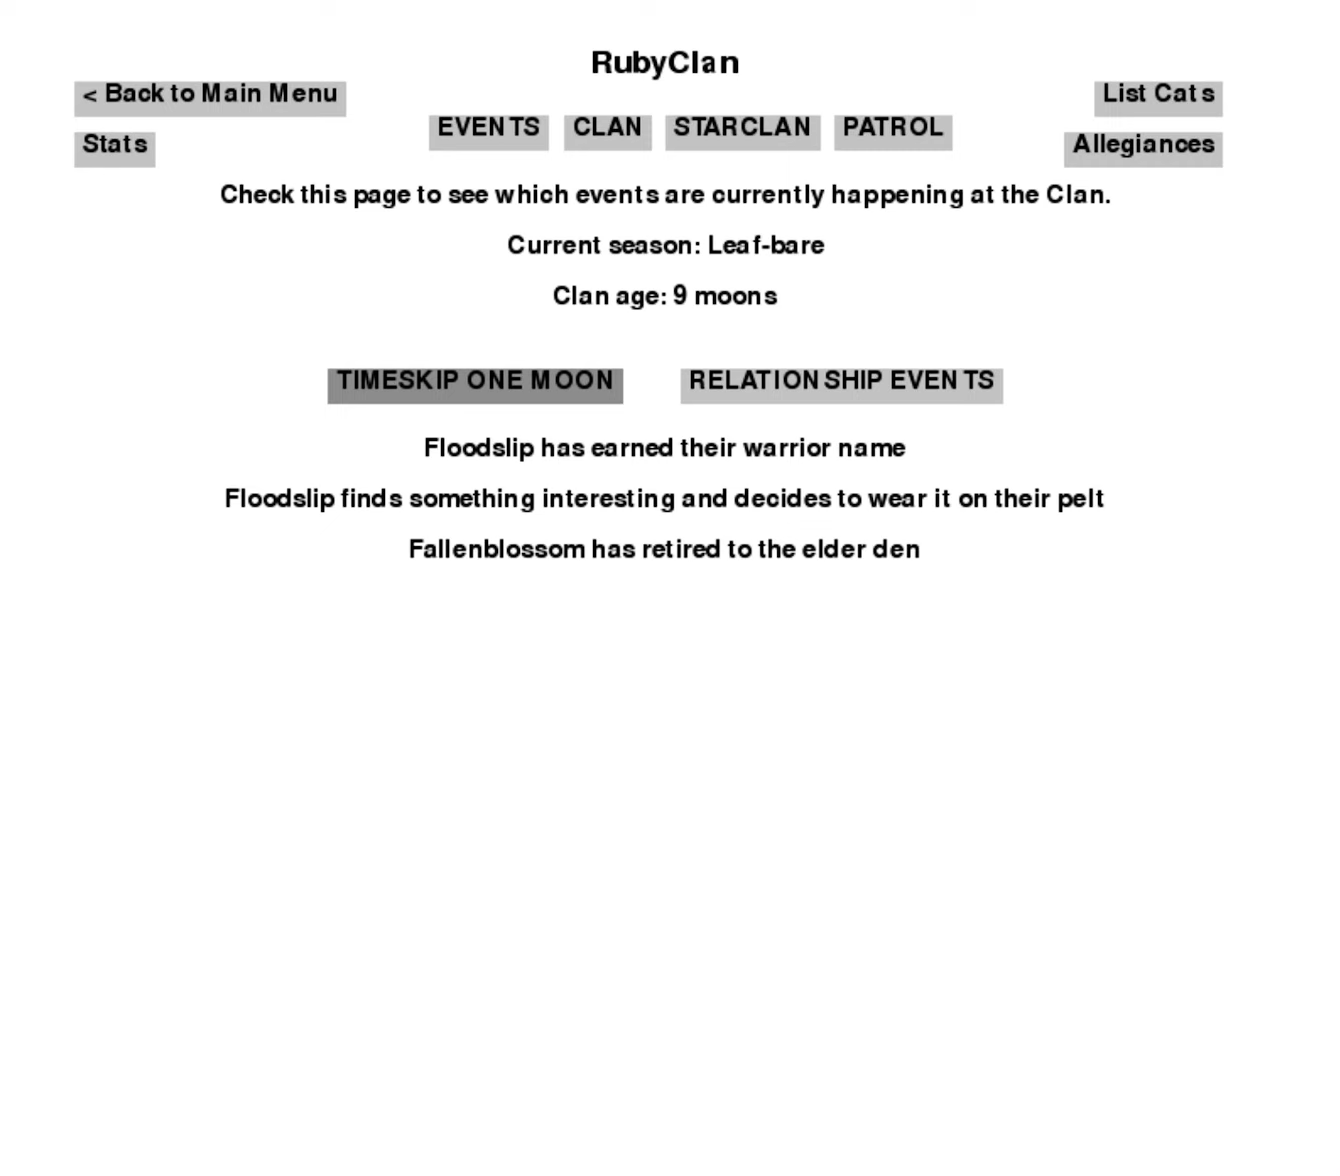 RubyClan
< Back to Main Menu
List Cats
EVENTS CLAN STARCLAN PATROL
Stats
Allegiances
Check this page to see which events are currently happening at the Clan.
Current season: Leaf-bare
Clan age: 9 moons
TIMESKIP ONE MOON RELATIONSHIP EVENTS
Floodslip has earned their warrior name
Floodslip finds something interesting and decides to wear it on their pelt
Fallenblossom has retired to the elder den